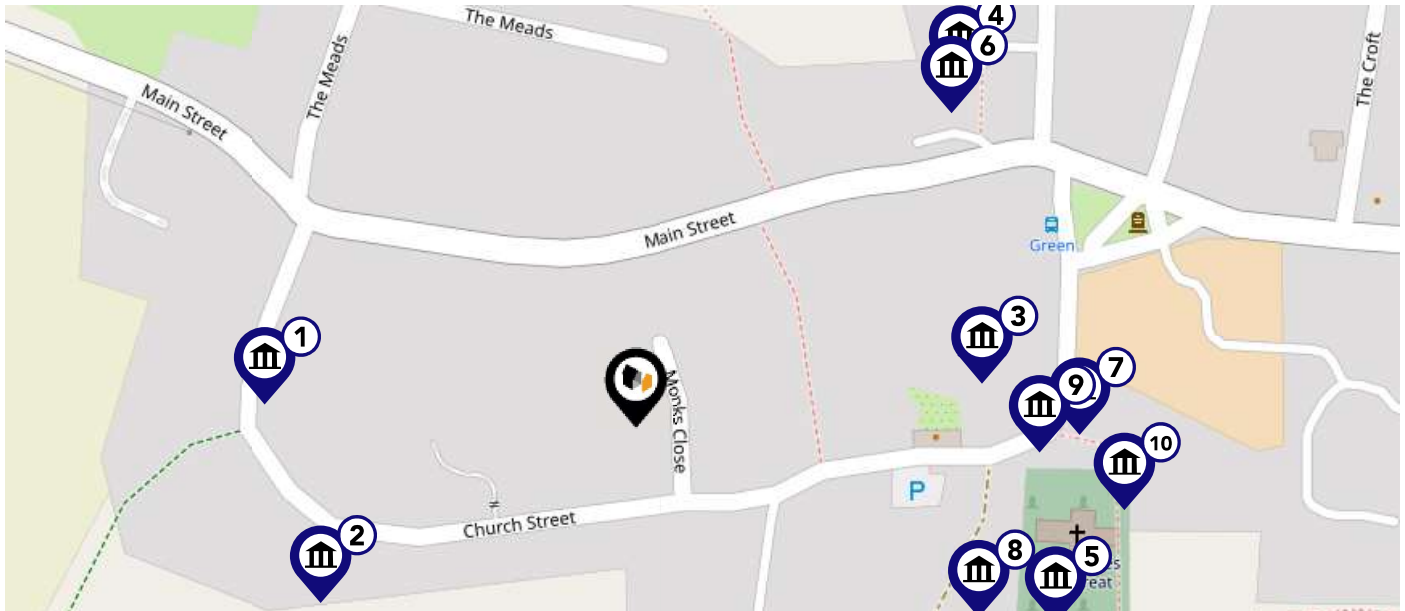 4
The Meads
6
The Croft
The Meads
Main Street
Main Street
Green
3
1
7
9
Monks Close
10
P
2
Church Street
8
5